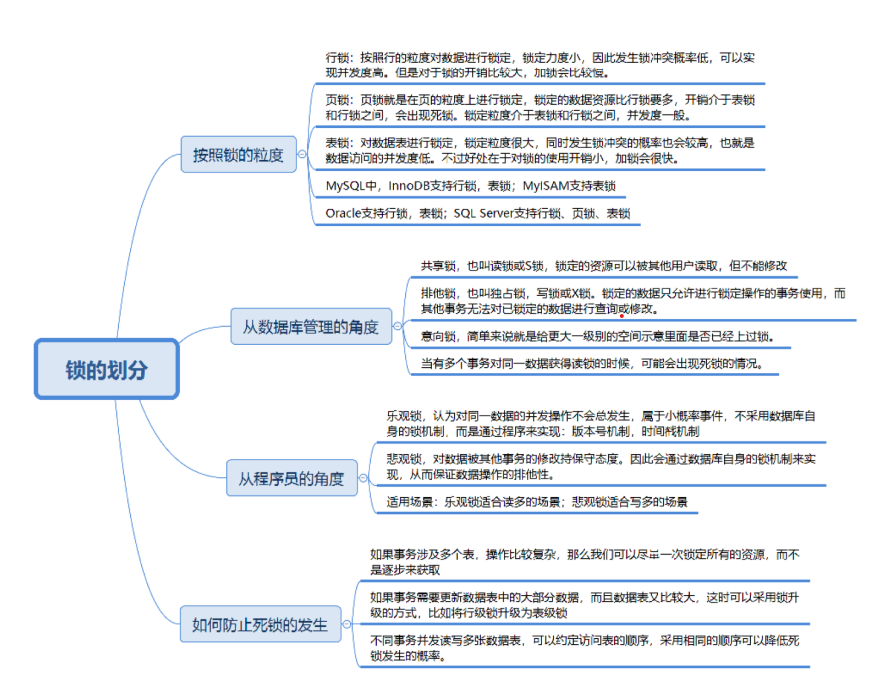 锁的划分
按照锁的粒度
行锁：按照行的粒度对数据进行锁定，锁定力度小，因此发生锁冲突概率低，可以实
现并发度高。但是对于锁的开销比较大，加锁会比较慢。
页锁：页锁就是在页的粒度上进行锁定，锁定的数据资源比行锁要多，开销介于表锁
和行锁之间，会出现死锁。锁定粒度介于表锁和行锁之间，并发度一般。
表锁：对数据表进行锁定，锁定粒度很大，同时发生锁冲突的概率也会较高，也就是
数据访问的并发度低。不过好处在于对锁的使用开销小，加锁会很快。
MySQL中，InnoDB支持行锁，表锁；MyISAM支持表锁
Oracle支持行锁，表锁；SQL Server支持行锁、页锁、表锁
从数据库管理的角度
共享锁，也叫读锁或S锁，锁定的资源可以被其他用户读取，但不能修改
排他锁，也叫独占锁，写锁或X锁。锁定的数据只允许进行锁定操作的事务使用，而
其他事务无法对已锁定的数据进行查询或修改。
意向锁，简单来说就是给更大一级别的空间示意里面是否已经上过锁。
当有多个事务对同一数据获得读锁的时候，可能会出现死锁的情况。
从程序员的角度
乐观锁，认为对同一数据的并发操作不会总发生，属于小概率事件，不采用数据库自
身的锁机制，而是通过程序来实现：版本号机制，时间戳机制
悲观锁，对数据被其他事务的修改持保守态度。因此会通过数据库自身的锁机制来实
现，从而保证数据操作的排他性。
适用场景：乐观锁适合读多的场景；悲观锁适合写多的场景
如何防止死锁的发生
如果事务涉及多个表，操作比较复杂，那么我们可以尽量一次锁定所有的资源，而不
是逐步来获取
如果事务需要更新数据表中的大部分数据，而且数据表又比较大，这时可以采用锁升
级的方式，比如将行级锁升级为表级锁
不同事务并发读写多张数据表，可以约定访问表的顺序，采用相同的顺序可以降低死
锁发生的概率。